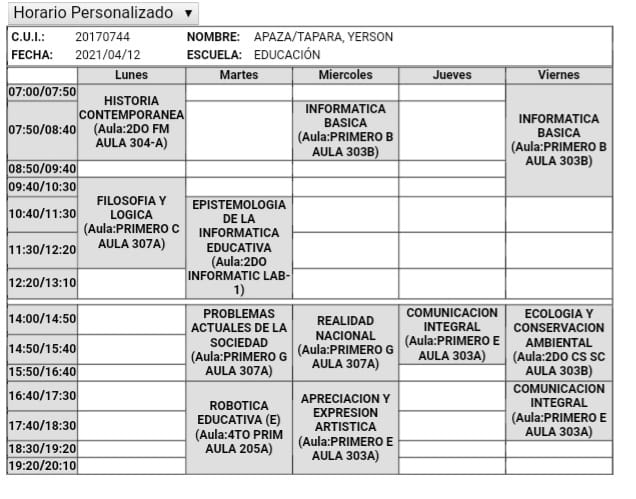 Horario Personalizado ▼
C.U.I.: 20170744 NOMBRE: APAZA/TAPARA, YERSON
FECHA: 2021/04/12 ESCUELA: EDUCACIÓN
Lunes Martes Miercoles Jueves Viernes
07:00/07:50
07:50/08:40
08:50/09:40
09:40/10:30
10:40/11:30
11:30/12:20
12:20/13:10
HISTORIA
CONTEMPORANEA
(Aula:2DO FM
AULA 304-A)
FILOSOFIA Y
LOGICA
(Aula:PRIMERO C
AULA 307A)
EPISTEMOLOGIA
DE LA
INFORMATICA
EDUCATIVA
(Aula:2DO
INFORMATIC LAB-
1)
INFORMATICA
BASICA
(Aula:PRIMERO B
AULA 303B)
INFORMATICA
BASICA
(Aula:PRIMERO B
AULA 303B)
14:00/14:50
14:50/15:40
15:50/16:40
16:40/17:30
17:40/18:30
18:30/19:20
19:20/20:10
PROBLEMAS
ACTUALES DE LA
SOCIEDAD
(Aula:PRIMERO G
AULA 307A)
ROBOTICA
EDUCATIVA (E)
(Aula:4TO PRIM
AULA 205A)
REALIDAD
NACIONAL
(Aula:PRIMERO G
AULA 307A)
APRECIACION Y
EXPRESION
ARTISTICA
(Aula:PRIMERO E
AULA 303A)
COMUNICACION
INTEGRAL
(Aula:PRIMERO E
AULA 303A)
ECOLOGIA Y
CONSERVACION
AMBIENTAL
(Aula:2DO CS SC
AULA 303B)
COMUNICACION
INTEGRAL
(Aula:PRIMERO E
AULA 303A)